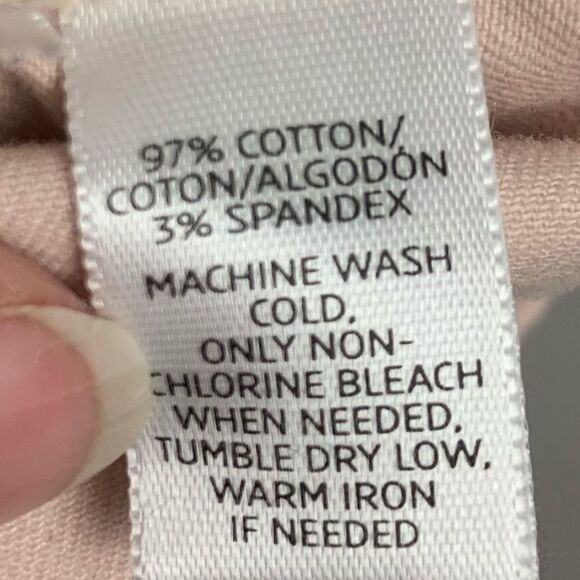 97% COTTON/
COTON/ALGODÓN
3% SPANDEX
MACHINE WASH
COLD.
ONLY NON-
CHLORINE BLEACH
WHEN NEEDED.
TUMBLE DRY LOW.
WARM IRON
IF NEEDED